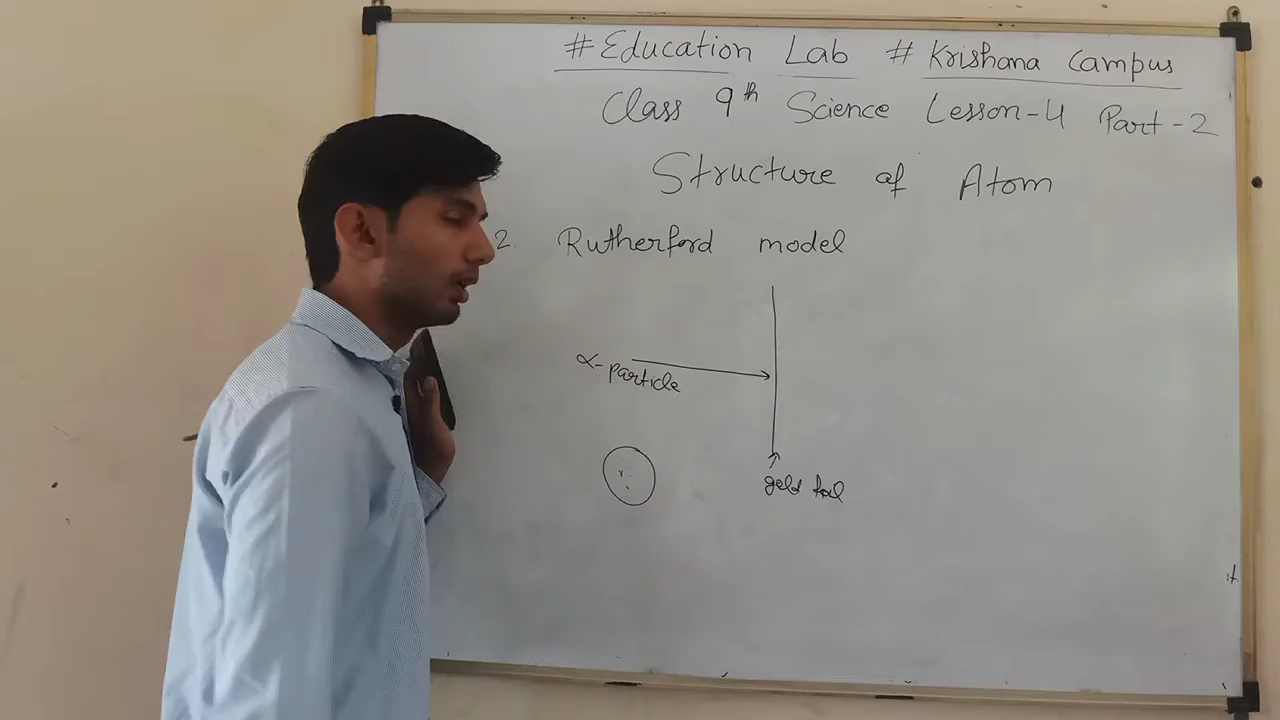 #Education Lab # Krishana Campus
Class 9th Science Lesson-4 Part-2
Structure of Atom
2. Rutherford model
α-particle
gold foil